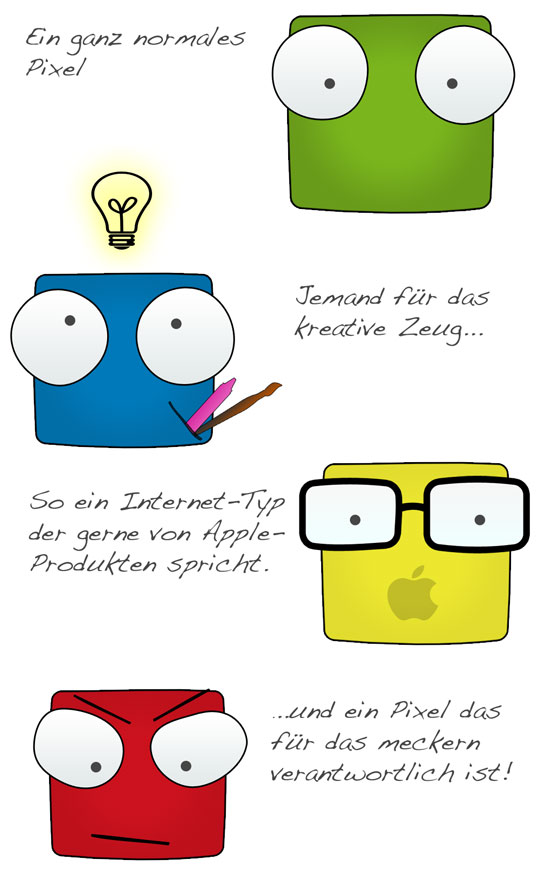 Ein ganz normales
Pixel
Jemand für das
kreative Zeug...
So ein Internet-Typ
der gerne von Apple-
Produkten spricht.
...und ein Pixel das
für das meckern
verantwortlich ist!